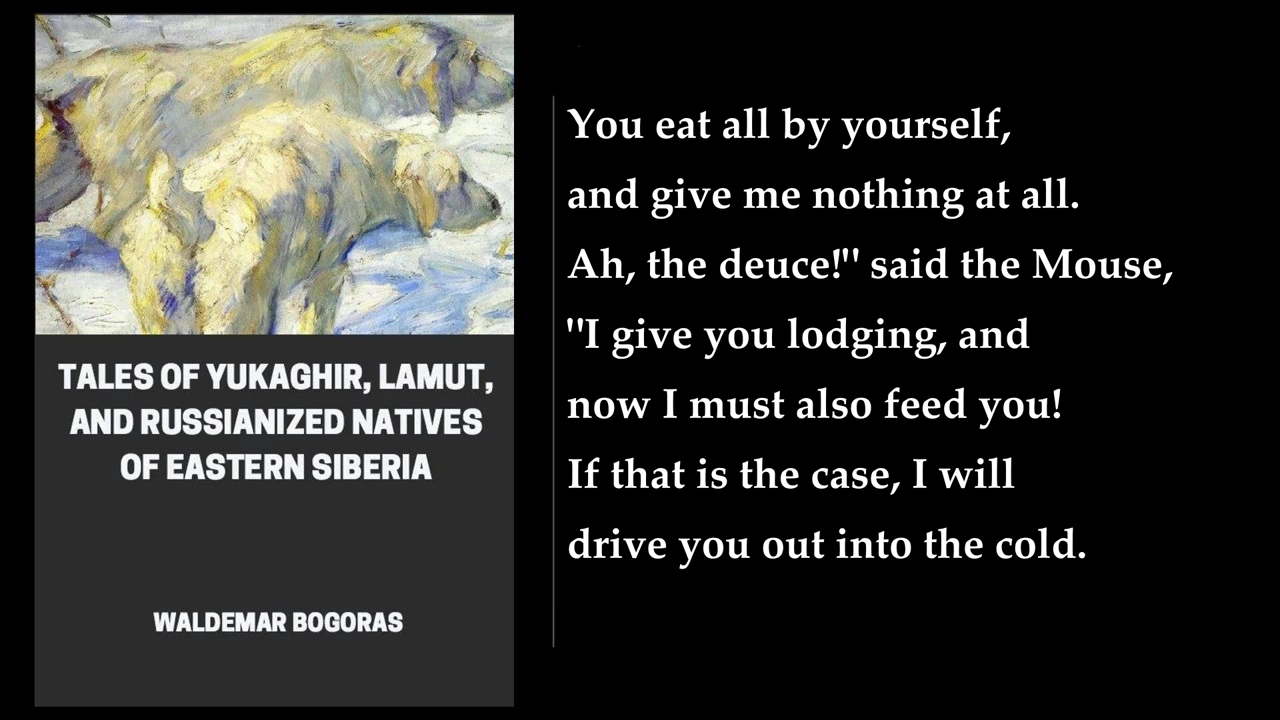 TALES OF YUKAGHIR, LAMUT,
AND RUSSIANIZED NATIVES
OF EASTERN SIBERIA
WALDEMAR BOGORAS
You eat all by yourself,
and give me nothing at all.
Ah, the deuce!" said the Mouse,
"I give you lodging, and
now I must also feed you!
If that is the case, I will
drive you out into the cold.